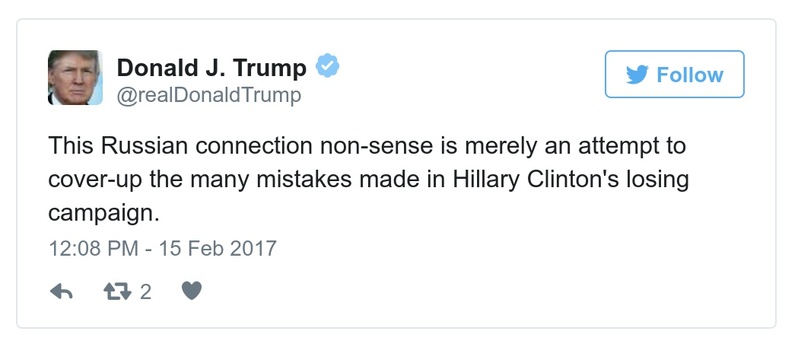 Donald J. Trump
@realDonaldTrump
Follow
This Russian connection non-sense is merely an attempt to
cover-up the many mistakes made in Hillary Clinton's losing
campaign.
12:08 PM - 15 Feb 2017
2